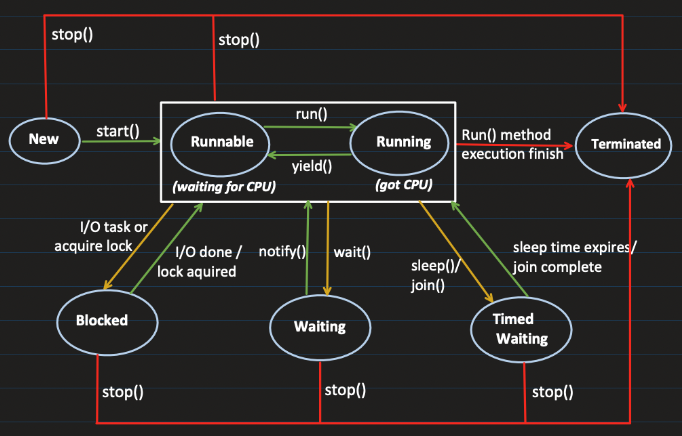 stop()
stop()
New
start()
Runnable
(waiting for CPU)
run()
yield()
Running
(got CPU)
Run() method
execution finish
Terminated
I/O task or
acquire lock
I/O done /
lock aquired
notify()
wait()
sleep()/
join()
sleep time expires/
join complete
Blocked
Waiting
Timed
Waiting
stop()
stop()
stop()